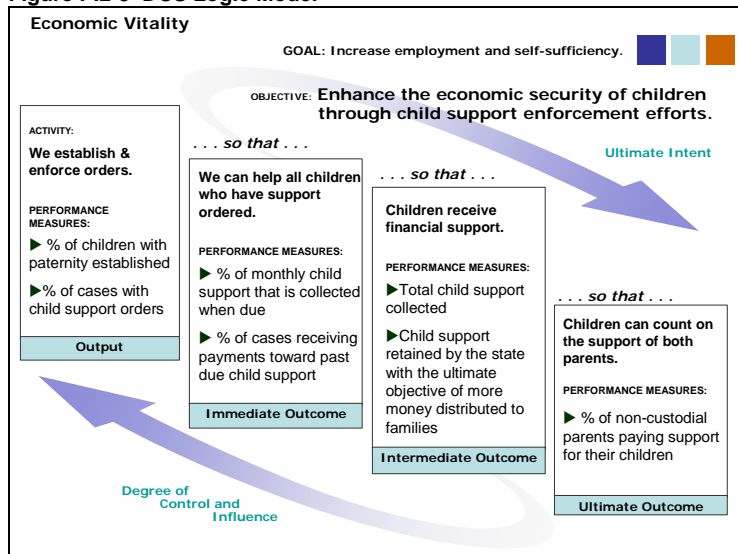 Economic Vitality
GOAL: Increase employment and self-sufficiency.
OBJECTIVE: Enhance the economic security of children
through child support enforcement efforts.
Ultimate Intent
ACTIVITY:
We establish &
enforce orders.
PERFORMANCE
MEASURES:
▶ % of children with
paternity established
▶% of cases with
child support orders
Output
. . . so that . . .
We can help all children
who have support
ordered.
PERFORMANCE MEASURES:
▶ % of monthly child
support that is collected
when due
▶ % of cases receiving
payments toward past
due child support
Immediate Outcome
. . . so that . . .
Children receive
financial support.
PERFORMANCE MEASURES:
▶Total child support
collected
▶Child support
retained by the state
with the ultimate
objective of more
money distributed to
families
Intermediate Outcome
. . . so that . . .
Children can count on
the support of both
parents.
PERFORMANCE MEASURES:
▶ % of non-custodial
parents paying support
for their children
Ultimate Outcome
Degree of
Control and
Influence